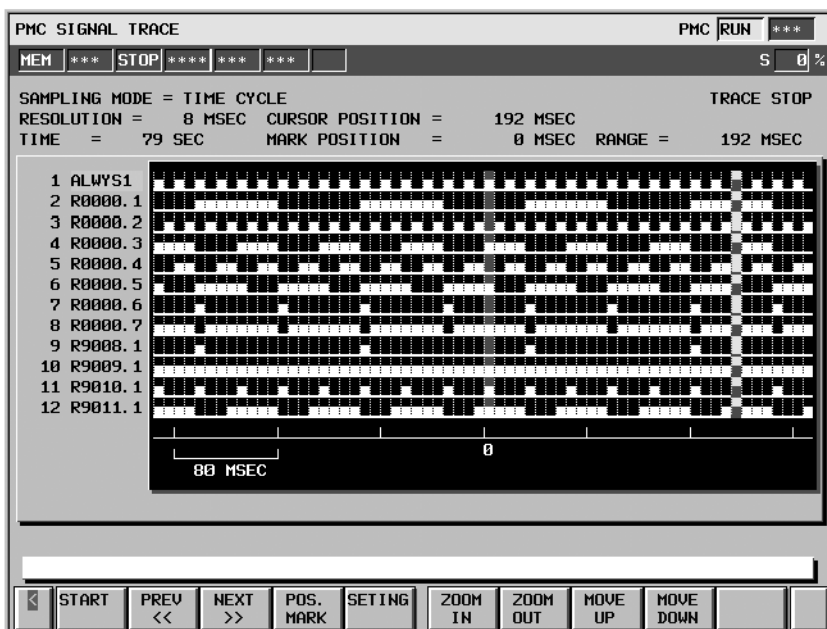 PMC SIGNAL TRACE PMC RUN ***
MEM *** STOP **** *** *** S 0 %
SAMPLING MODE = TIME CYCLE TRACE STOP
RESOLUTION = 8 MSEC CURSOR POSITION = 192 MSEC
TIME = 79 SEC MARK POSITION = 0 MSEC RANGE = 192 MSEC
1 ALWYS1
2 R0000.1
3 R0000.2
4 R0000.3
5 R0000.4
6 R0000.5
7 R0000.6
8 R0000.7
9 R9008.1
10 R9009.1
11 R9010.1
12 R9011.1
0
80 MSEC
< START PREV << NEXT >> POS. MARK SETING ZOOM IN ZOOM OUT MOVE UP MOVE DOWN